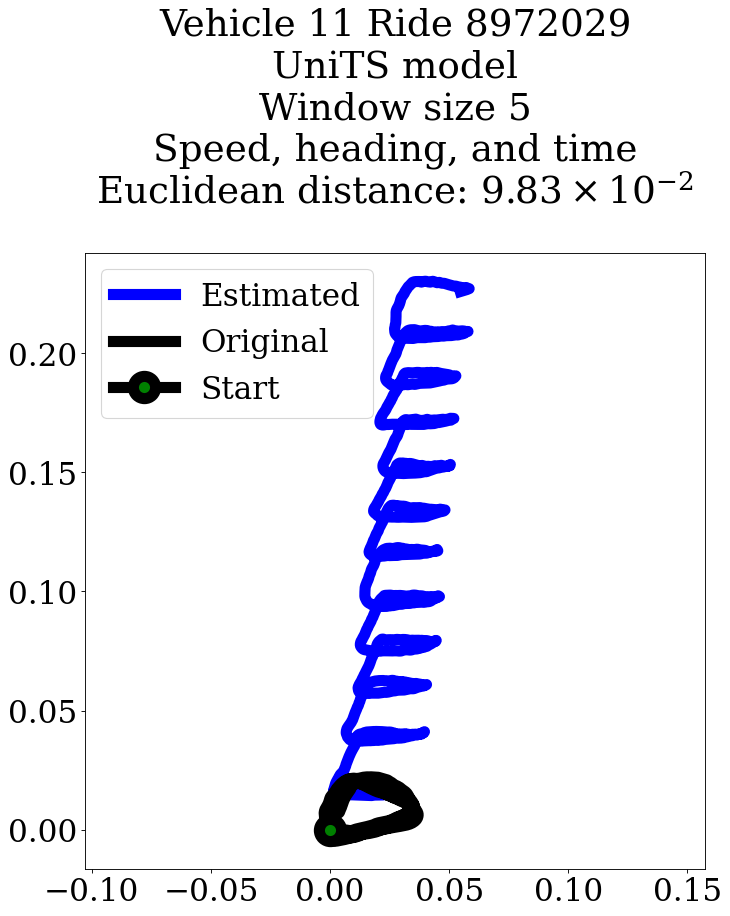 Vehicle 11 Ride 8972029
UniTS model
Window size 5
Speed, heading, and time
Euclidean distance: 9.83 × 10⁻²
Estimated
Original
Start
0.20
0.15
0.10
0.05
0.00
−0.10 −0.05 0.00 0.05 0.10 0.15